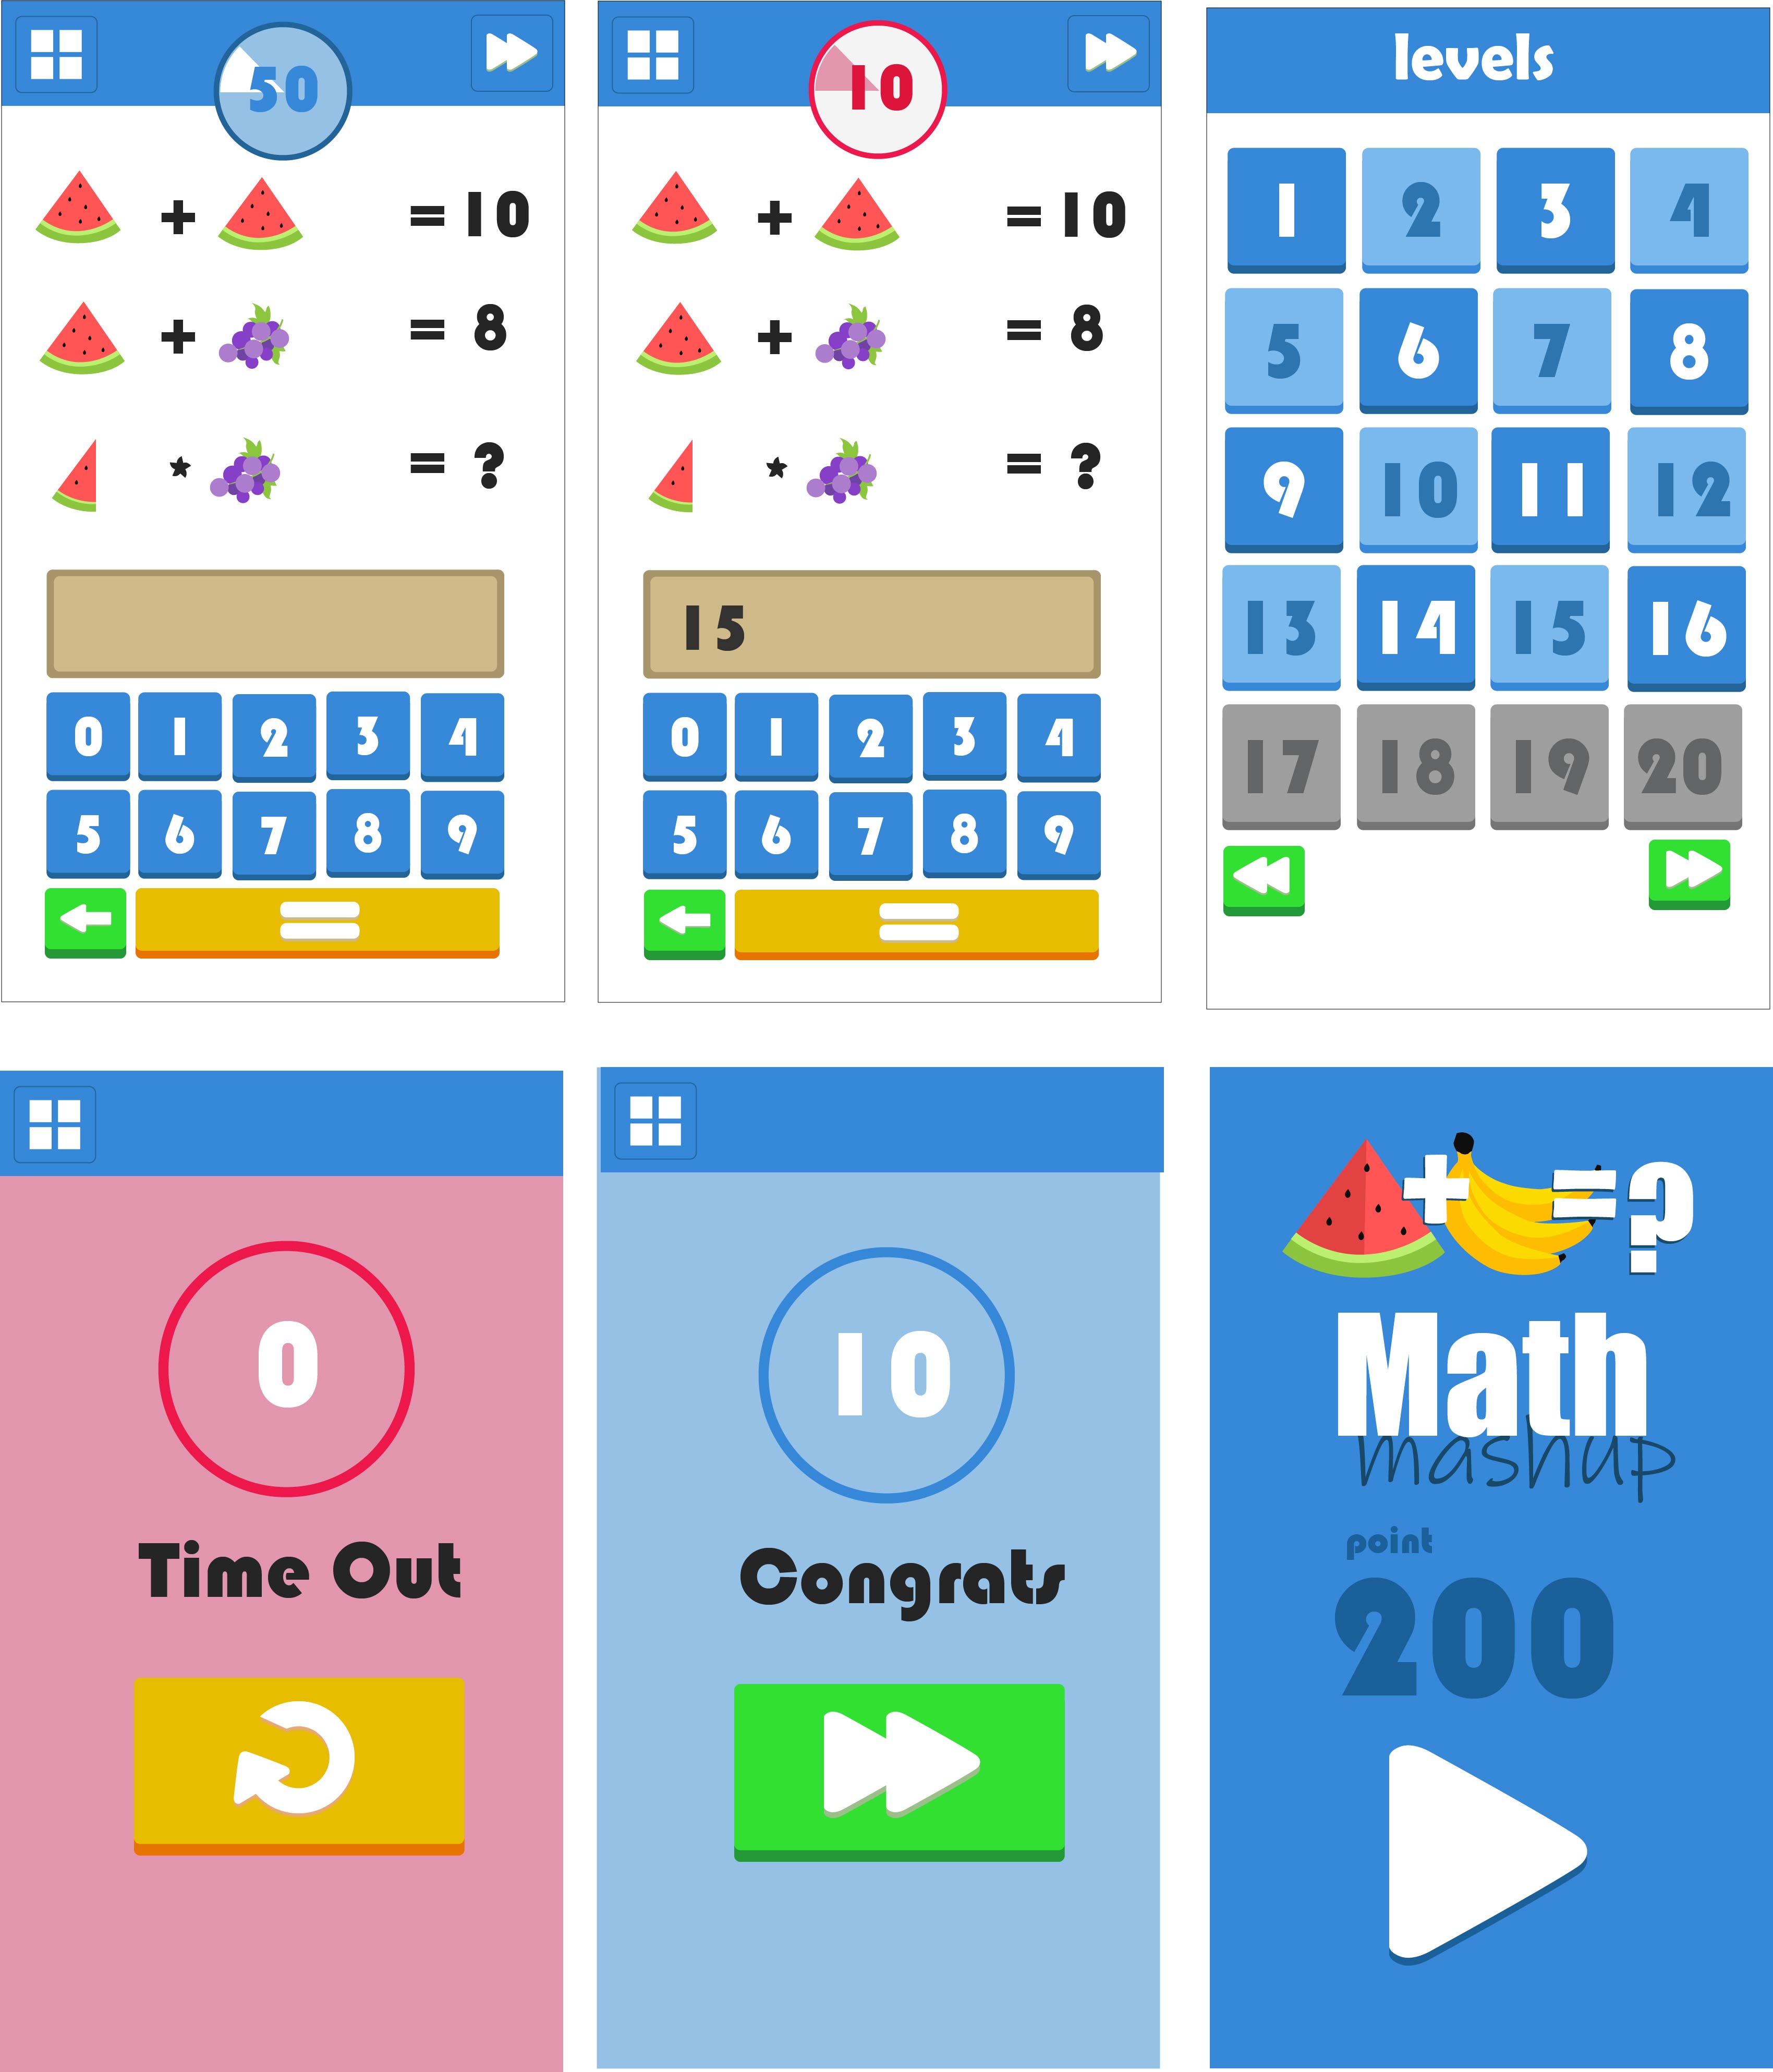 50
+ = 10
+ = 8
* = ?
0 1 2 3 4
5 6 7 8 9
=
10
+ = 10
+ = 8
* = ?
15
0 1 2 3 4
5 6 7 8 9
=
levels
1 2 3 4
5 6 7 8
9 10 11 12
13 14 15 16
17 18 19 20
0
Time Out
10
Congrats
+ = ?
Math
mashup
point
200